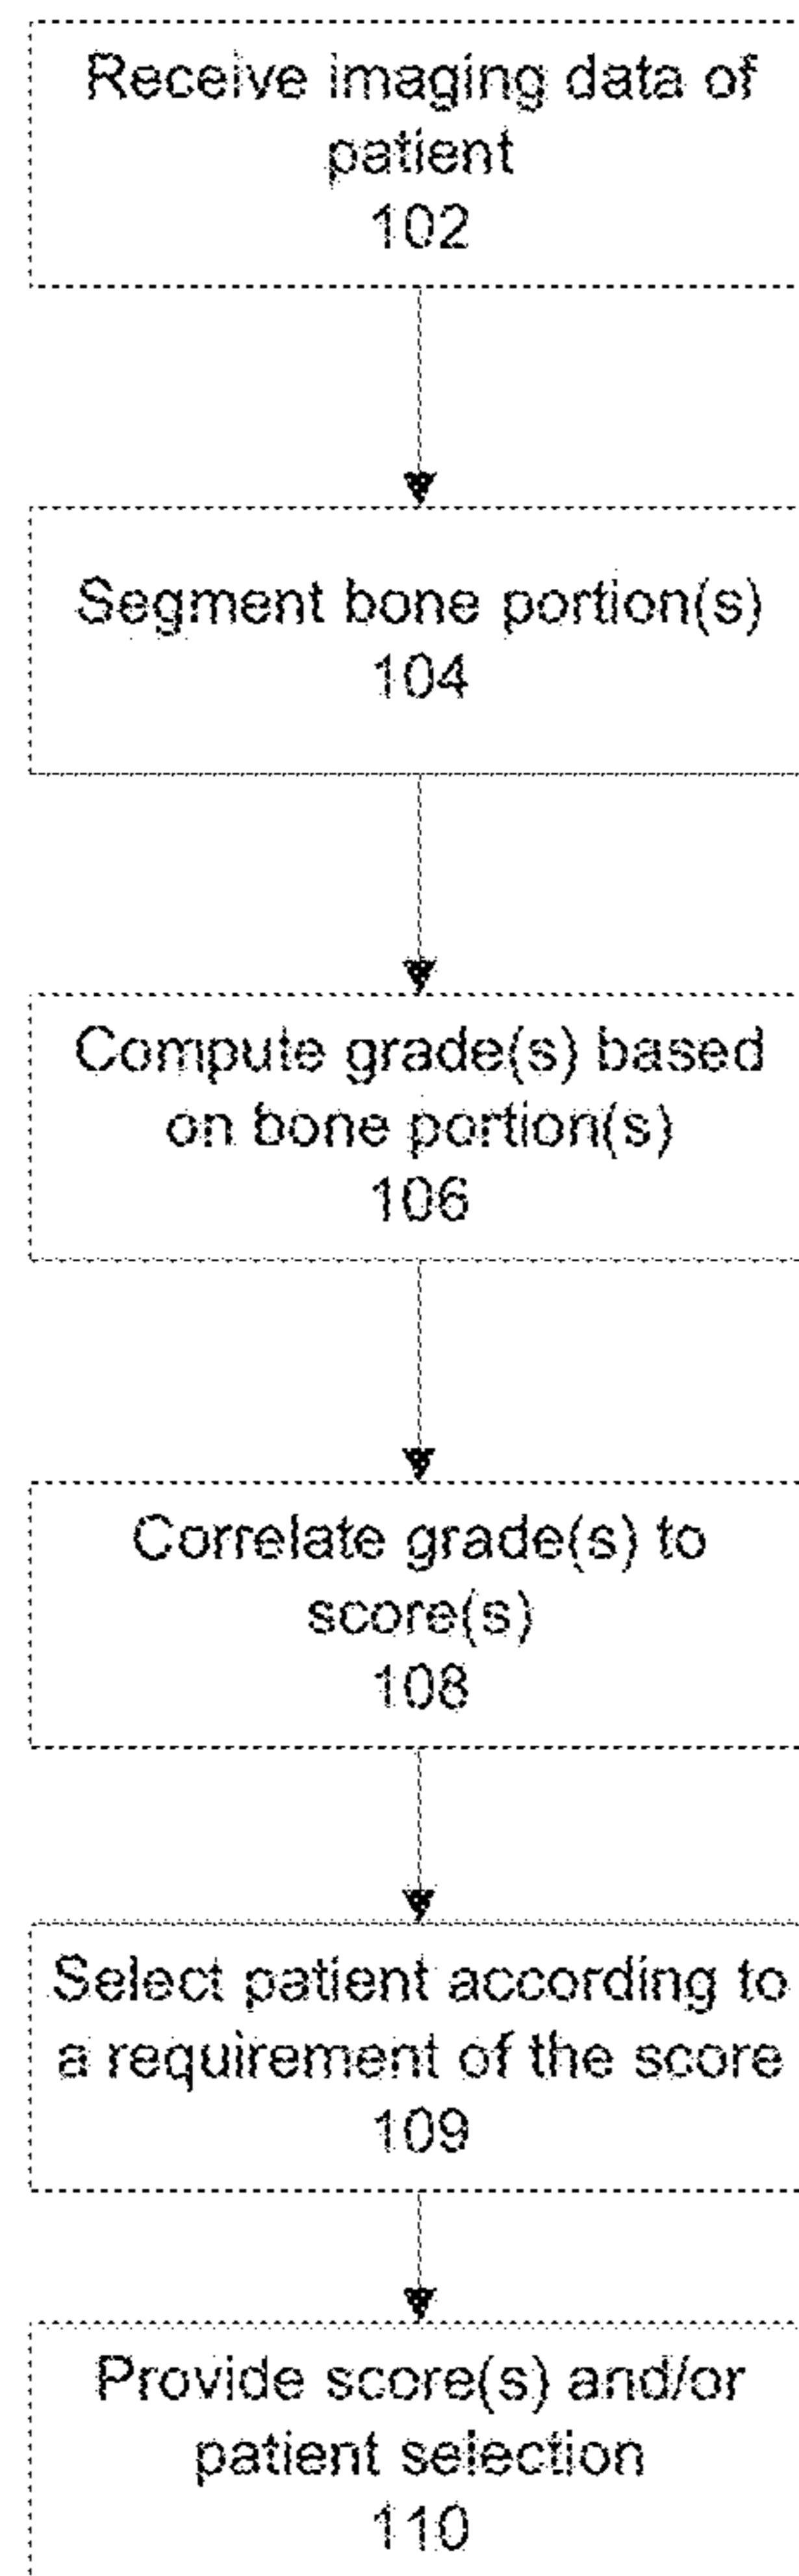 Receive imaging data of
patient
102
Segment bone portion(s)
104
Compute grade(s) based
on bone portion(s)
106
Correlate grade(s) to
score(s)
108
Select patient according to
a requirement of the score
109
Provide score(s) and/or
patient selection
110